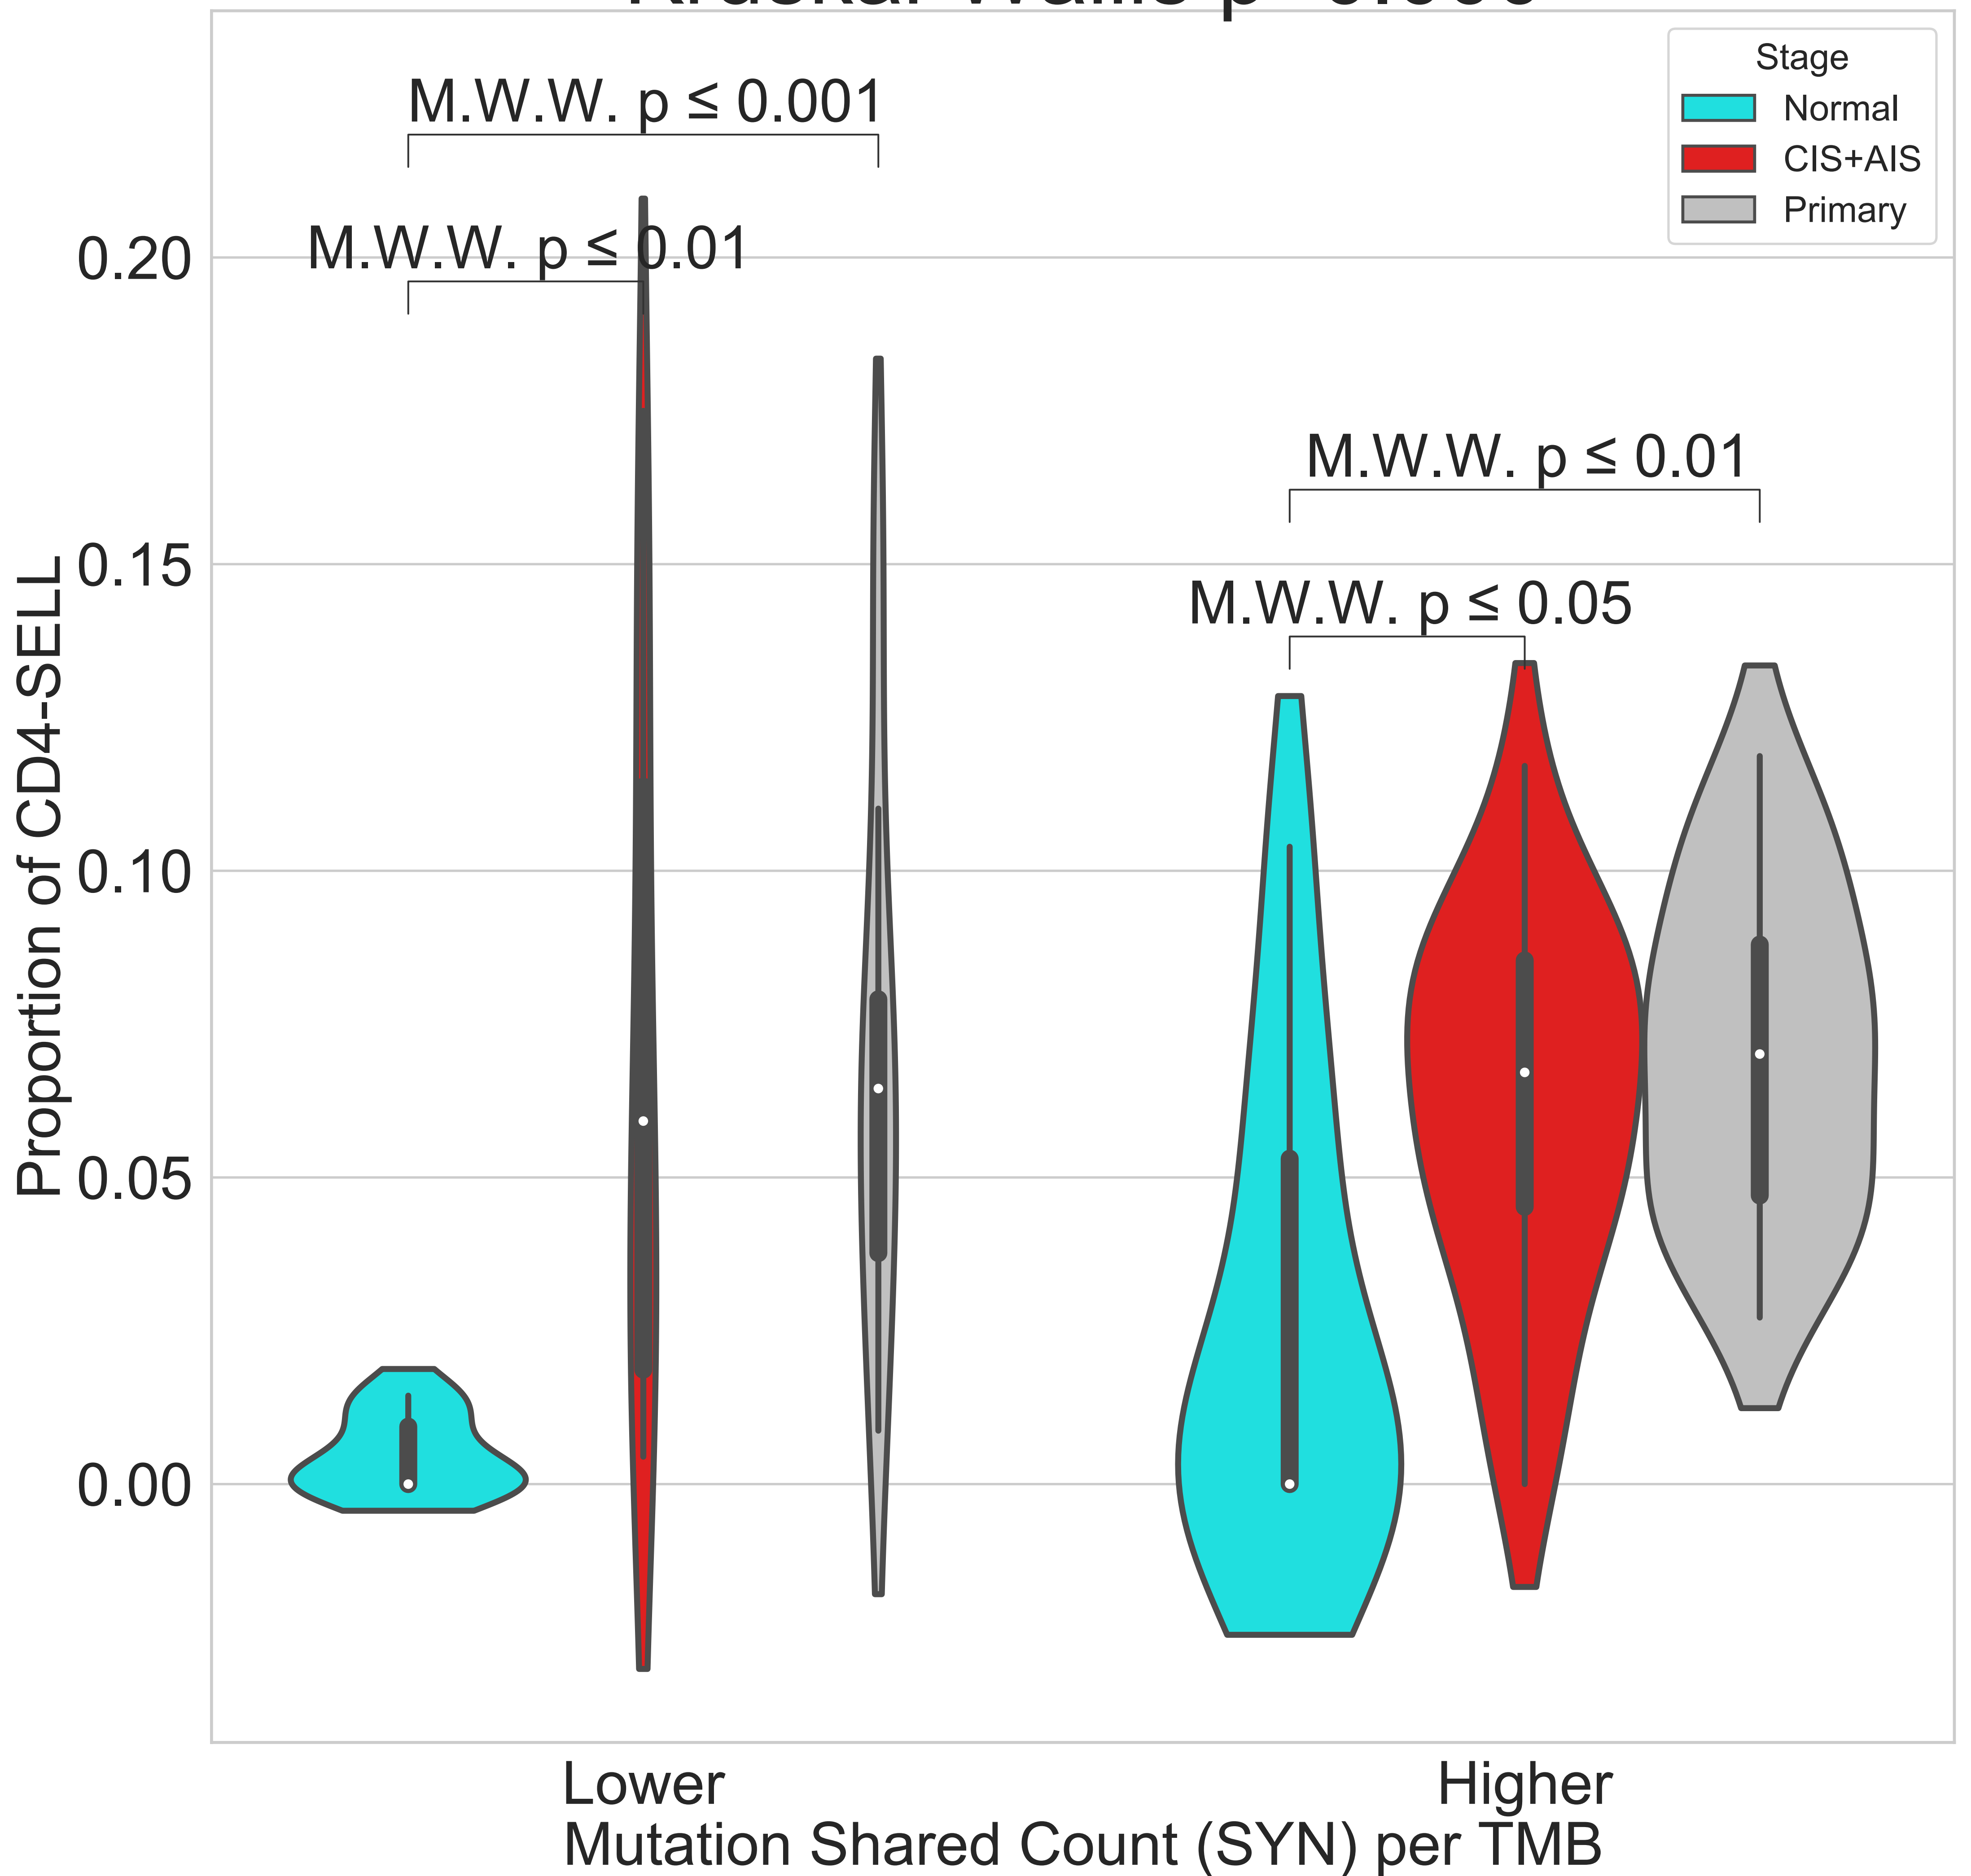 Stage
Normal
CIS+AIS
Primary
M.W.W. p ≤ 0.001
M.W.W. p ≤ 0.01
M.W.W. p ≤ 0.01
M.W.W. p ≤ 0.05
Proportion of CD4-SELL
0.20
0.15
0.10
0.05
0.00
Lower
Higher
Mutation Shared Count (SYN) per TMB